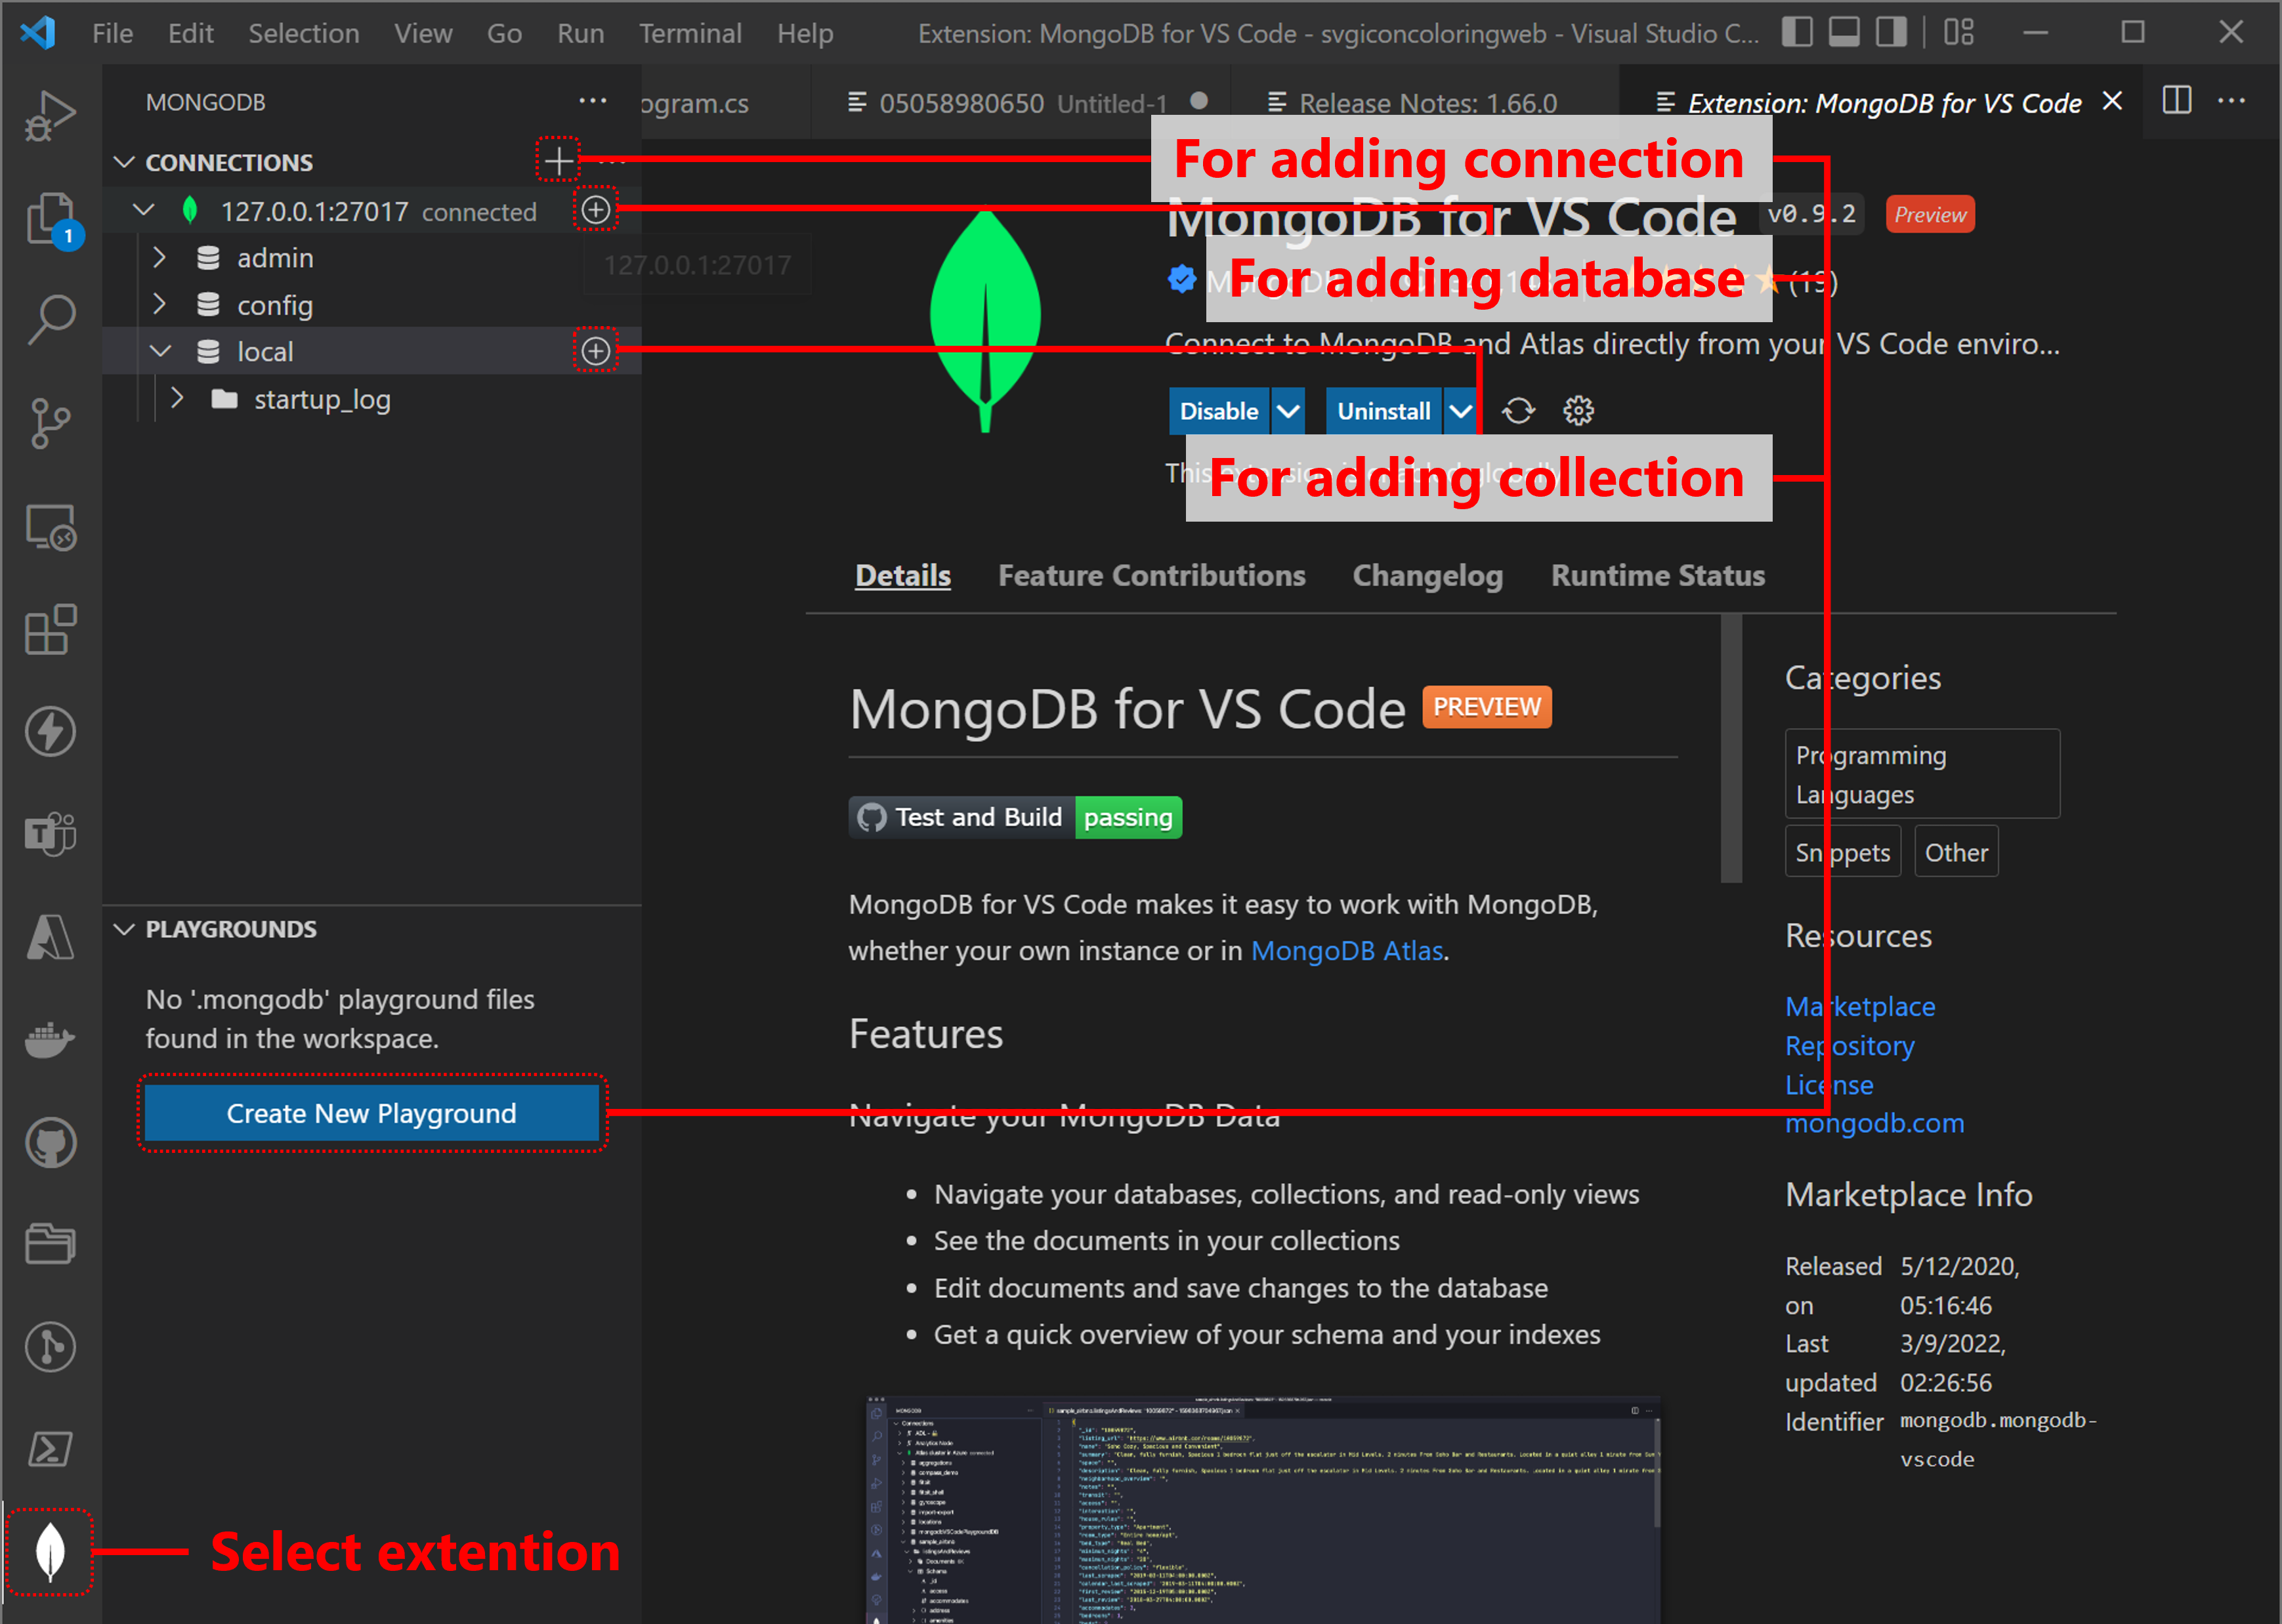 File Edit Selection View Go Run Terminal Help Extension: MongoDB for VS Code - svgiconcoloringweb - Visual Studio C...
MONGODB
ogram.cs
05058980650 Untitled-1
Release Notes: 1.66.0
Extension: MongoDB for VS Code
CONNECTIONS
For adding connection
127.0.0.1:27017 connected
1
MongoDB for VS Code
v0.9.2
Preview
admin
127.0.0.1:27017
For adding database
(19)
config
local
Connect to MongoDB and Atlas directly from your VS Code enviro...
startup_log
Disable
Uninstall
This extension is enabled globally
For adding collection
Details Feature Contributions Changelog Runtime Status
MongoDB for VS Code PREVIEW
Test and Build passing
MongoDB for VS Code makes it easy to work with MongoDB,
whether your own instance or in MongoDB Atlas.
Features
Navigate your MongoDB Data
Navigate your databases, collections, and read-only views
See the documents in your collections
Edit documents and save changes to the database
Get a quick overview of your schema and your indexes
Categories
Programming
Languages
Snippets
Other
Resources
Marketplace
Repository
License
mongodb.com
Marketplace Info
Released 5/12/2020,
on 05:16:46
Last 3/9/2022,
updated 02:26:56
Identifier mongodb.mongodb-
vscode
PLAYGROUNDS
No '.mongodb' playground files
found in the workspace.
Create New Playground
Select extention